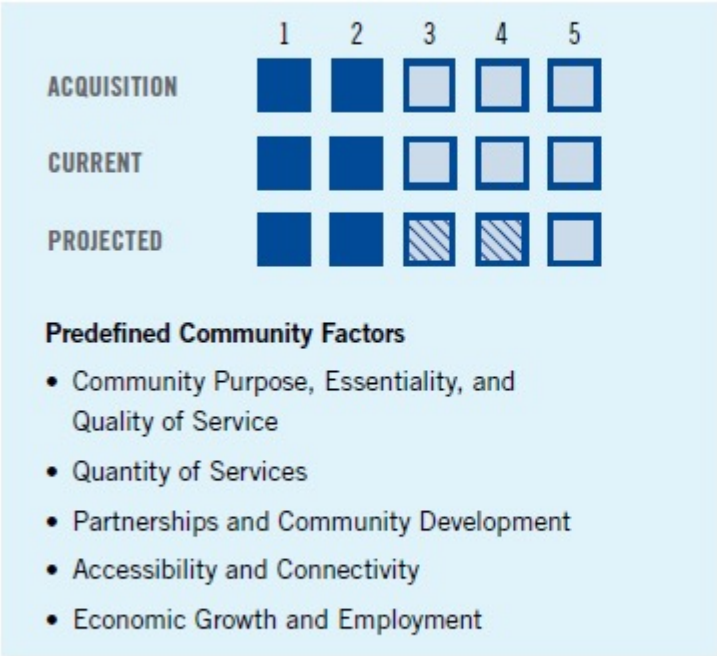 1 2 3 4 5
ACQUISITION
CURRENT
PROJECTED
Predefined Community Factors
• Community Purpose, Essentiality, and
Quality of Service
• Quantity of Services
• Partnerships and Community Development
• Accessibility and Connectivity
• Economic Growth and Employment